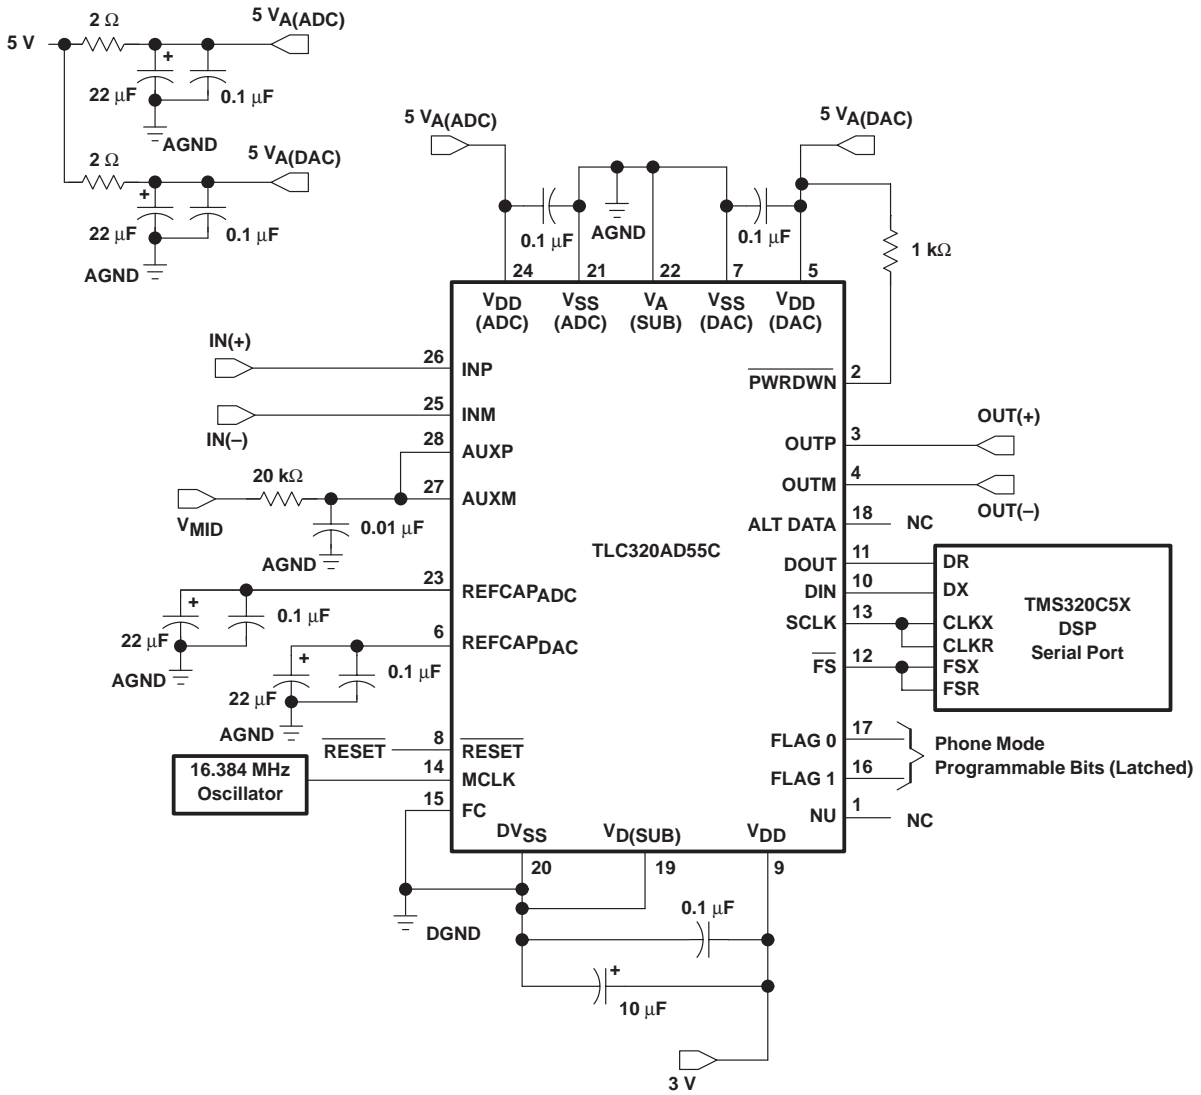 2 Ω
5 V
5 VA(ADC)
+
22 μF
0.1 μF
AGND
2 Ω
5 VA(DAC)
+
22 μF
0.1 μF
AGND
5 VA(ADC)
5 VA(DAC)
0.1 μF
AGND
0.1 μF
1 kΩ
24
21
22
7
5
VDD (ADC)
VSS (ADC)
VA (SUB)
VSS (DAC)
VDD (DAC)
IN(+)
26
INP
IN(–)
25
INM
28
AUXP
20 kΩ
VMID
27
AUXM
0.01 μF
AGND
23
REFCAPADC
+
22 μF
0.1 μF
AGND
6
REFCAPDAC
+
22 μF
0.1 μF
AGND
RESET
8
RESET
16.384 MHz
Oscillator
14
MCLK
15
FC
TLC320AD55C
PWRDWN
2
OUTP
3
OUT(+)
OUTM
4
OUT(–)
ALT DATA
18
NC
DOUT
11
DR
DIN
10
DX
SCLK
13
CLKX
CLKR
FS
12
FSX
FSR
TMS320C5X
DSP
Serial Port
FLAG 0
17
FLAG 1
16
Phone Mode
Programmable Bits (Latched)
NU
1
NC
DVSS
VD(SUB)
VDD
20
19
9
DGND
0.1 μF
+
10 μF
3 V